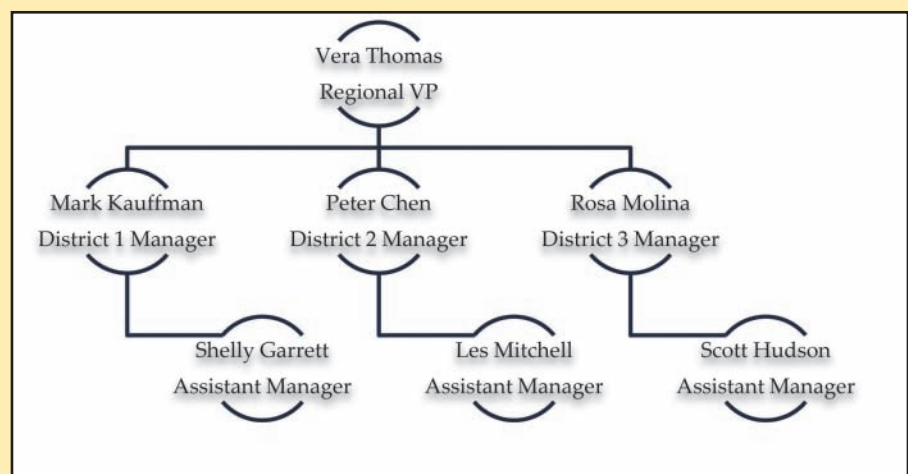 Vera Thomas
Regional VP
Mark Kauffman
District 1 Manager
Peter Chen
District 2 Manager
Rosa Molina
District 3 Manager
Shelly Garrett
Assistant Manager
Les Mitchell
Assistant Manager
Scott Hudson
Assistant Manager